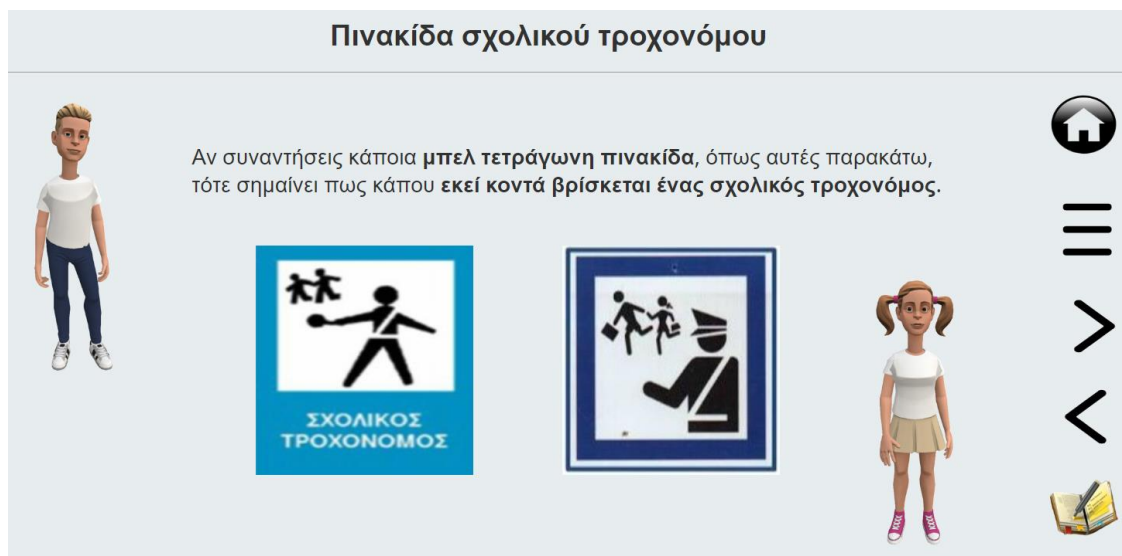 Πινακίδα σχολικού τροχονόμου
Αν συναντήσεις κάποια μπελ τετράγωνη πινακίδα, όπως αυτές παρακάτω,
τότε σημαίνει πως κάπου εκεί κοντά βρίσκεται ένας σχολικός τροχονόμος.
ΣΧΟΛΙΚΟΣ
ΤΡΟΧΟΝΟΜΟΣ